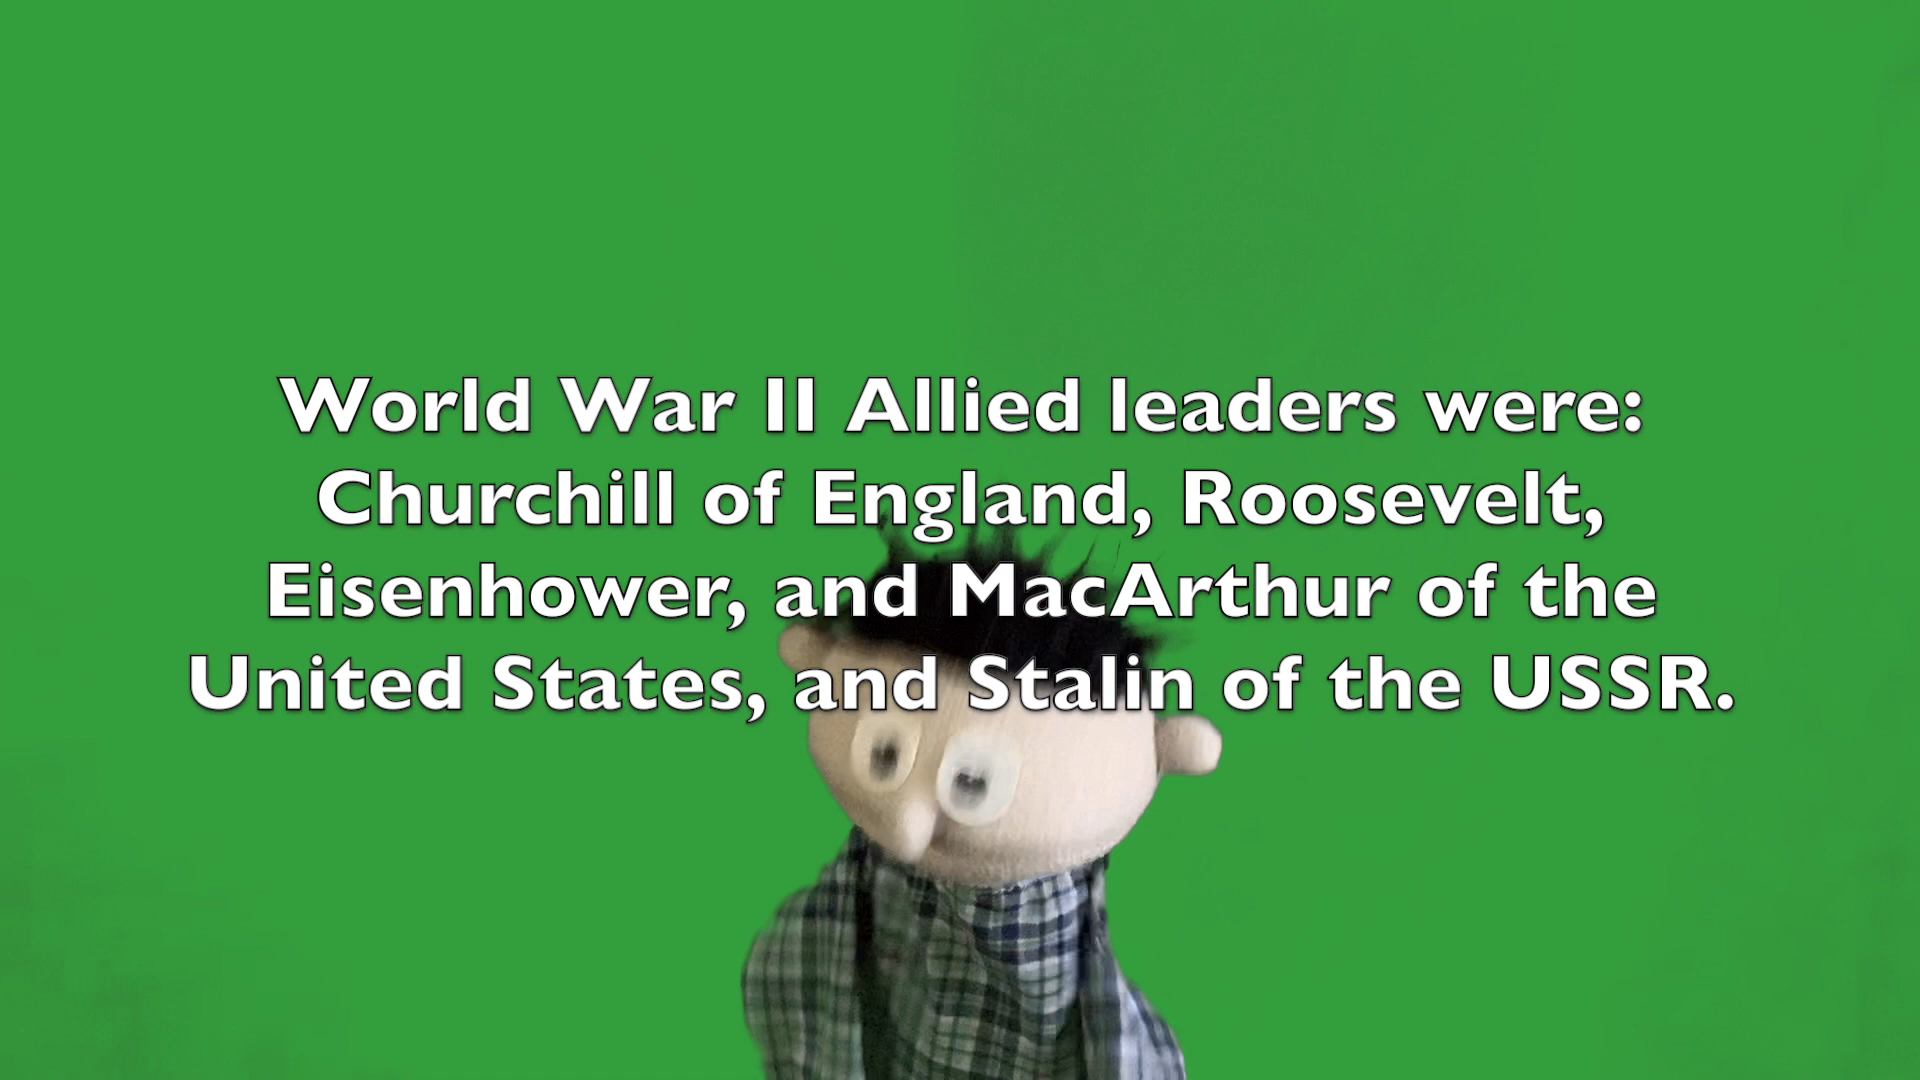 World War II Allied leaders were:
Churchill of England, Roosevelt,
Eisenhower, and MacArthur of the
United States, and Stalin of the USSR.